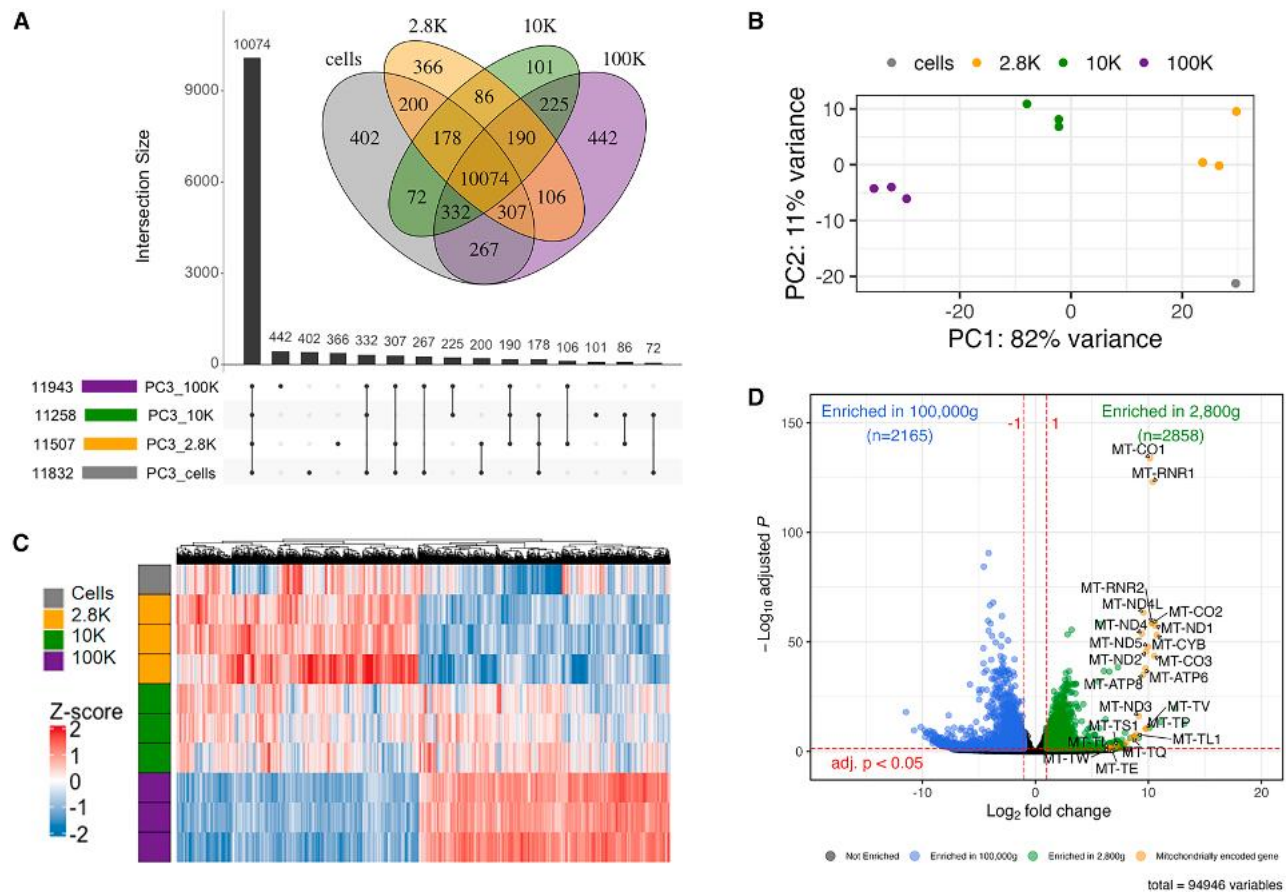 A
10074
9000
6000
3000
0
Intersection Size
cells
2.8K
10K
100K
402
366
101
442
200
86
225
178
190
10074
72
106
332
307
267
442 402 366 332 307 267 225 200 190 178 106 101 86 72
11943 PC3_100K
11258 PC3_10K
11507 PC3_2.8K
11832 PC3_cells
B
cells 2.8K 10K 100K
10
0
-10
-20
PC2: 11% variance
-20 0 20
PC1: 82% variance
C
Cells
2.8K
10K
100K
Z-score
2
1
0
-1
-2
D
Enriched in 100,000g
(n=2165)
Enriched in 2,800g
(n=2858)
-1
1
150
100
50
0
– Log10 adjusted P
MT-CO1
MT-RNR1
MT-RNR2
MT-ND4L
MT-CO2
MT-ND4
MT-ND1
MT-ND5
MT-CYB
MT-ND2
MT-CO3
MT-ATP8
MT-ATP6
MT-ND3
MT-TV
MT-TS1
MT-TP
MT-TL1
MT-TW
MT-TQ
MT-TE
adj. p < 0.05
-10 0 10 20
Log2 fold change
Not Enriched Enriched in 100,000g Enriched in 2,800g Mitochondrially encoded gene
total = 94946 variables